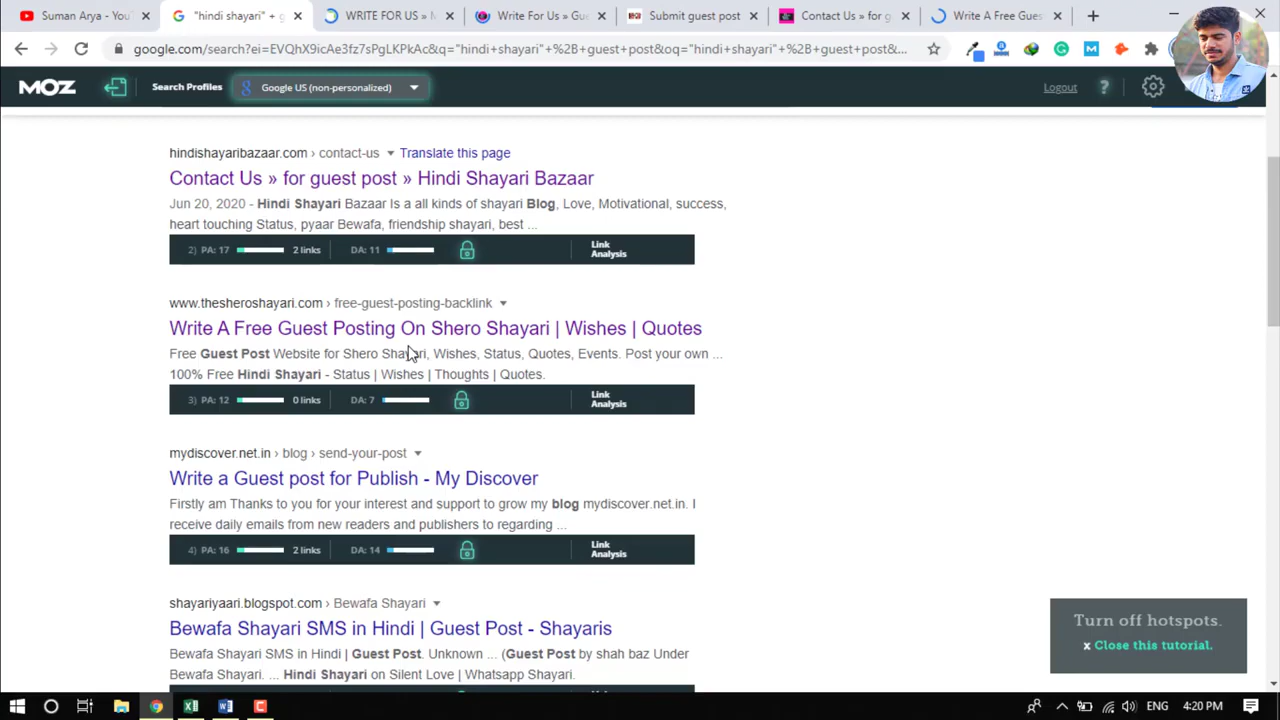 Suman Arya - You
"hindi shayari" + g
WRITE FOR US » M
Write For Us » Gu
Submit guest post
Contact Us » for g
Write A Free Gues
google.com/search?ei=EVQhX9icAe3fz7sPgLKPkAc&q="hindi+shayari"+%2B+guest+post&oq="hindi+shayari"+%2B+guest+post&...
MOZ Search Profiles Google US (non-personalized) Logout ?
hindishayaribazaar.com › contact-us Translate this page
Contact Us » for guest post » Hindi Shayari Bazaar
Jun 20, 2020 - Hindi Shayari Bazaar Is a all kinds of shayari Blog, Love, Motivational, success,
heart touching Status, pyaar Bewafa, friendship shayari, best ...
2) PA: 17 2 links DA: 11 Link
Analysis
www.thesheroshayari.com › free-guest-posting-backlink
Write A Free Guest Posting On Shero Shayari | Wishes | Quotes
Free Guest Post Website for Shero Shayari, Wishes, Status, Quotes, Events. Post your own ...
100% Free Hindi Shayari - Status | Wishes | Thoughts | Quotes.
3) PA: 12 0 links DA: 7 Link
Analysis
mydiscover.net.in › blog › send-your-post
Write a Guest post for Publish - My Discover
Firstly am Thanks to you for your interest and support to grow my blog mydiscover.net.in. I
receive daily emails from new readers and publishers to regarding ...
4) PA: 16 2 links DA: 14 Link
Analysis
shayariyaari.blogspot.com › Bewafa Shayari
Bewafa Shayari SMS in Hindi | Guest Post - Shayaris
Bewafa Shayari SMS in Hindi | Guest Post. Unknown ... (Guest Post by shah baz Under
Bewafa Shayari. ... Hindi Shayari on Silent Love | Whatsapp Shayari.
Turn off hotspots.
x Close this tutorial.
ENG 4:20 PM